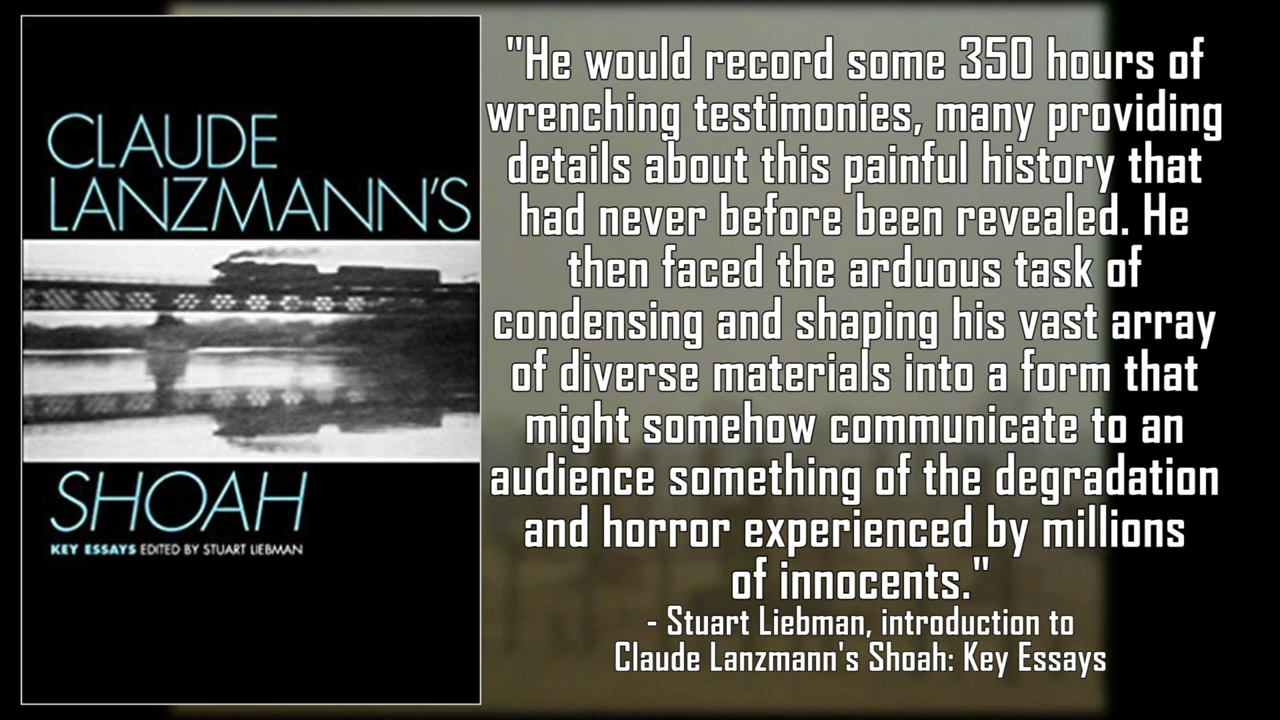 CLAUDE
LANZMANN'S
SHOAH
KEY ESSAYS EDITED BY STUART LIEBMAN
"He would record some 350 hours of
wrenching testimonies, many providing
details about this painful history that
had never before been revealed. He
then faced the arduous task of
condensing and shaping his vast array
of diverse materials into a form that
might somehow communicate to an
audience something of the degradation
and horror experienced by millions
of innocents."
- Stuart Liebman, introduction to
Claude Lanzmann's Shoah: Key Essays